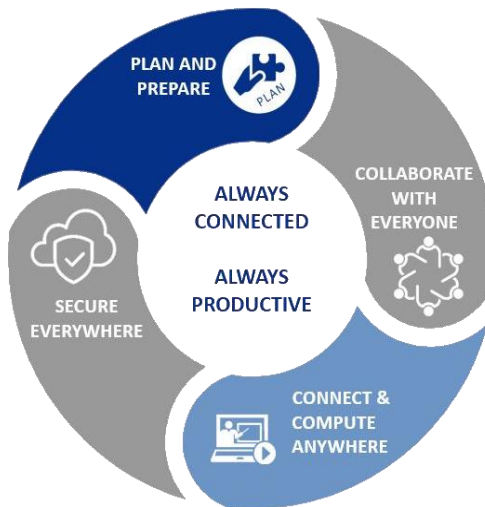 PLAN AND
PREPARE
PLAN
COLLABORATE
WITH
EVERYONE
ALWAYS
CONNECTED
ALWAYS
PRODUCTIVE
SECURE
EVERYWHERE
CONNECT &
COMPUTE
ANYWHERE